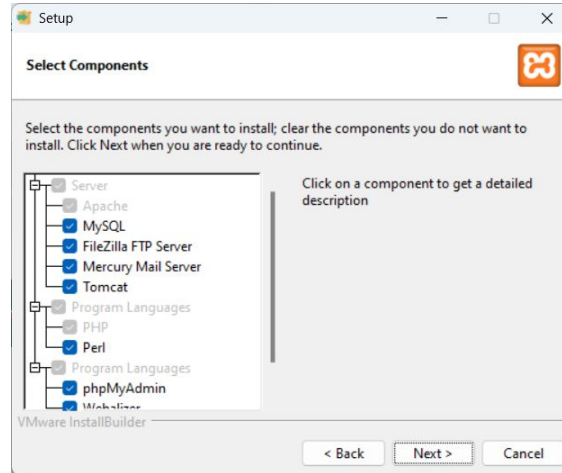 Setup
Select Components
Select the components you want to install; clear the components you do not want to
install. Click Next when you are ready to continue.
Server
Apache
MySQL
FileZilla FTP Server
Mercury Mail Server
Tomcat
Program Languages
PHP
Perl
Program Languages
phpMyAdmin
Webalizer
Click on a component to get a detailed
description
VMware InstallBuilder
< Back
Next >
Cancel